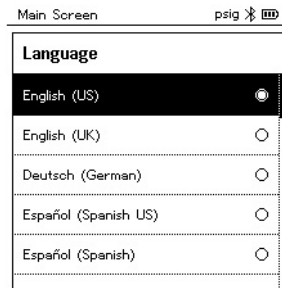 Main Screen psig
Language
English (US)
English (UK)
Deutsch (German)
Español (Spanish US)
Español (Spanish)